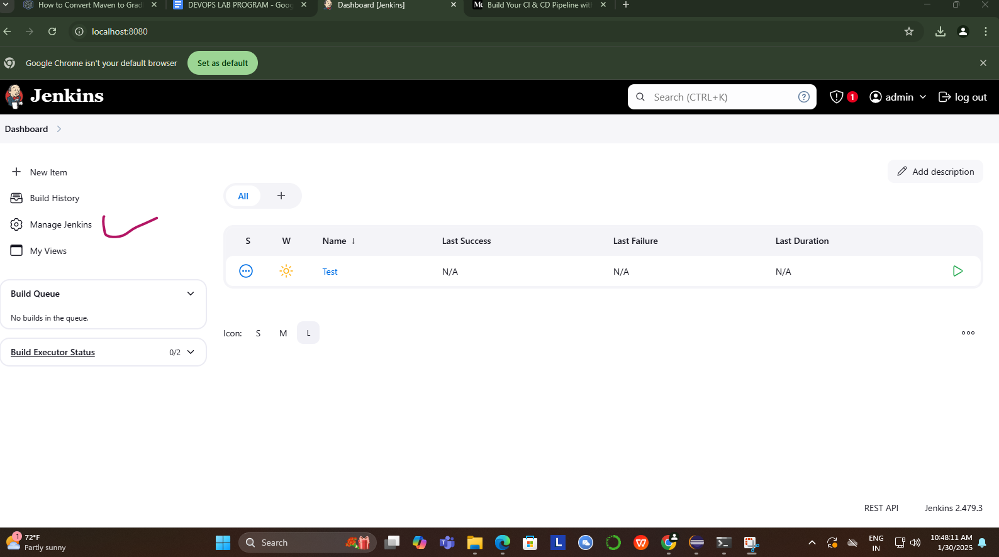 How to Convert Maven to Grad
DEVOPS LAB PROGRAM - Goog
Dashboard [Jenkins]
Build Your CI & CD Pipeline with
localhost:8080
Google Chrome isn't your default browser
Set as default
Jenkins
Search (CTRL+K)
1
admin
log out
Dashboard
New Item
Add description
Build History
All
Manage Jenkins
My Views
S W Name ↓ Last Success Last Failure Last Duration
Test N/A N/A N/A
Build Queue
No builds in the queue.
Icon: S M L
Build Executor Status 0/2
REST API
Jenkins 2.479.3
1
72°F
Partly sunny
Search
L
ENG
IN
10:48:11 AM
1/30/2025